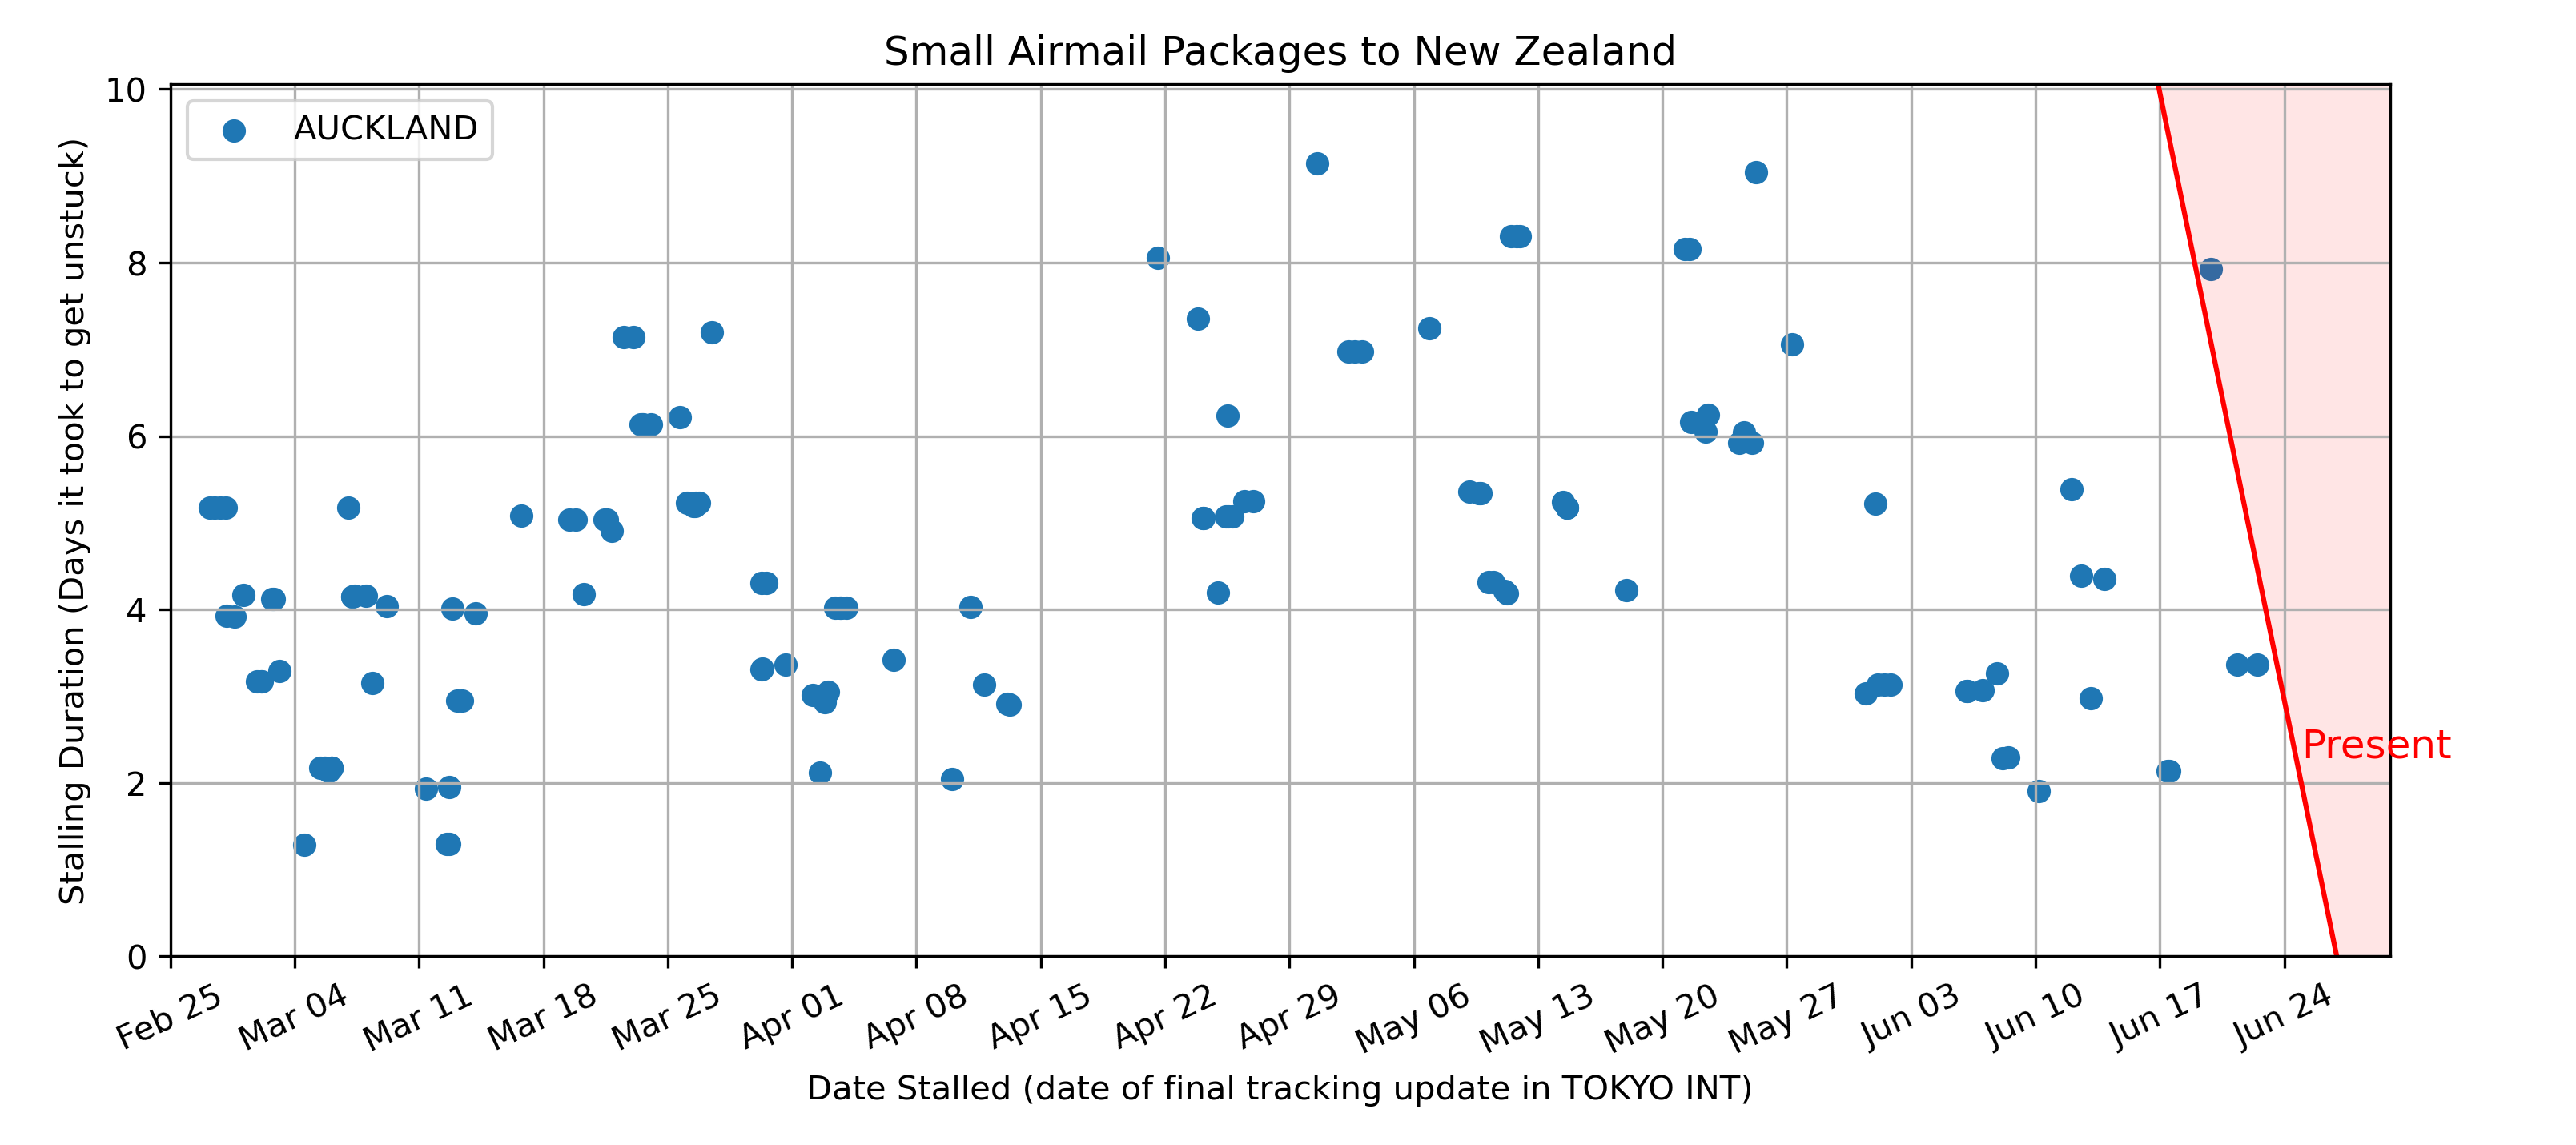 Small Airmail Packages to New Zealand
AUCKLAND
Stalling Duration (Days it took to get unstuck)
10
8
6
4
2
0
Present
Feb 25
Mar 04
Mar 11
Mar 18
Mar 25
Apr 01
Apr 08
Apr 15
Apr 22
Apr 29
May 06
May 13
May 20
May 27
Jun 03
Jun 10
Jun 17
Jun 24
Date Stalled (date of final tracking update in TOKYO INT)